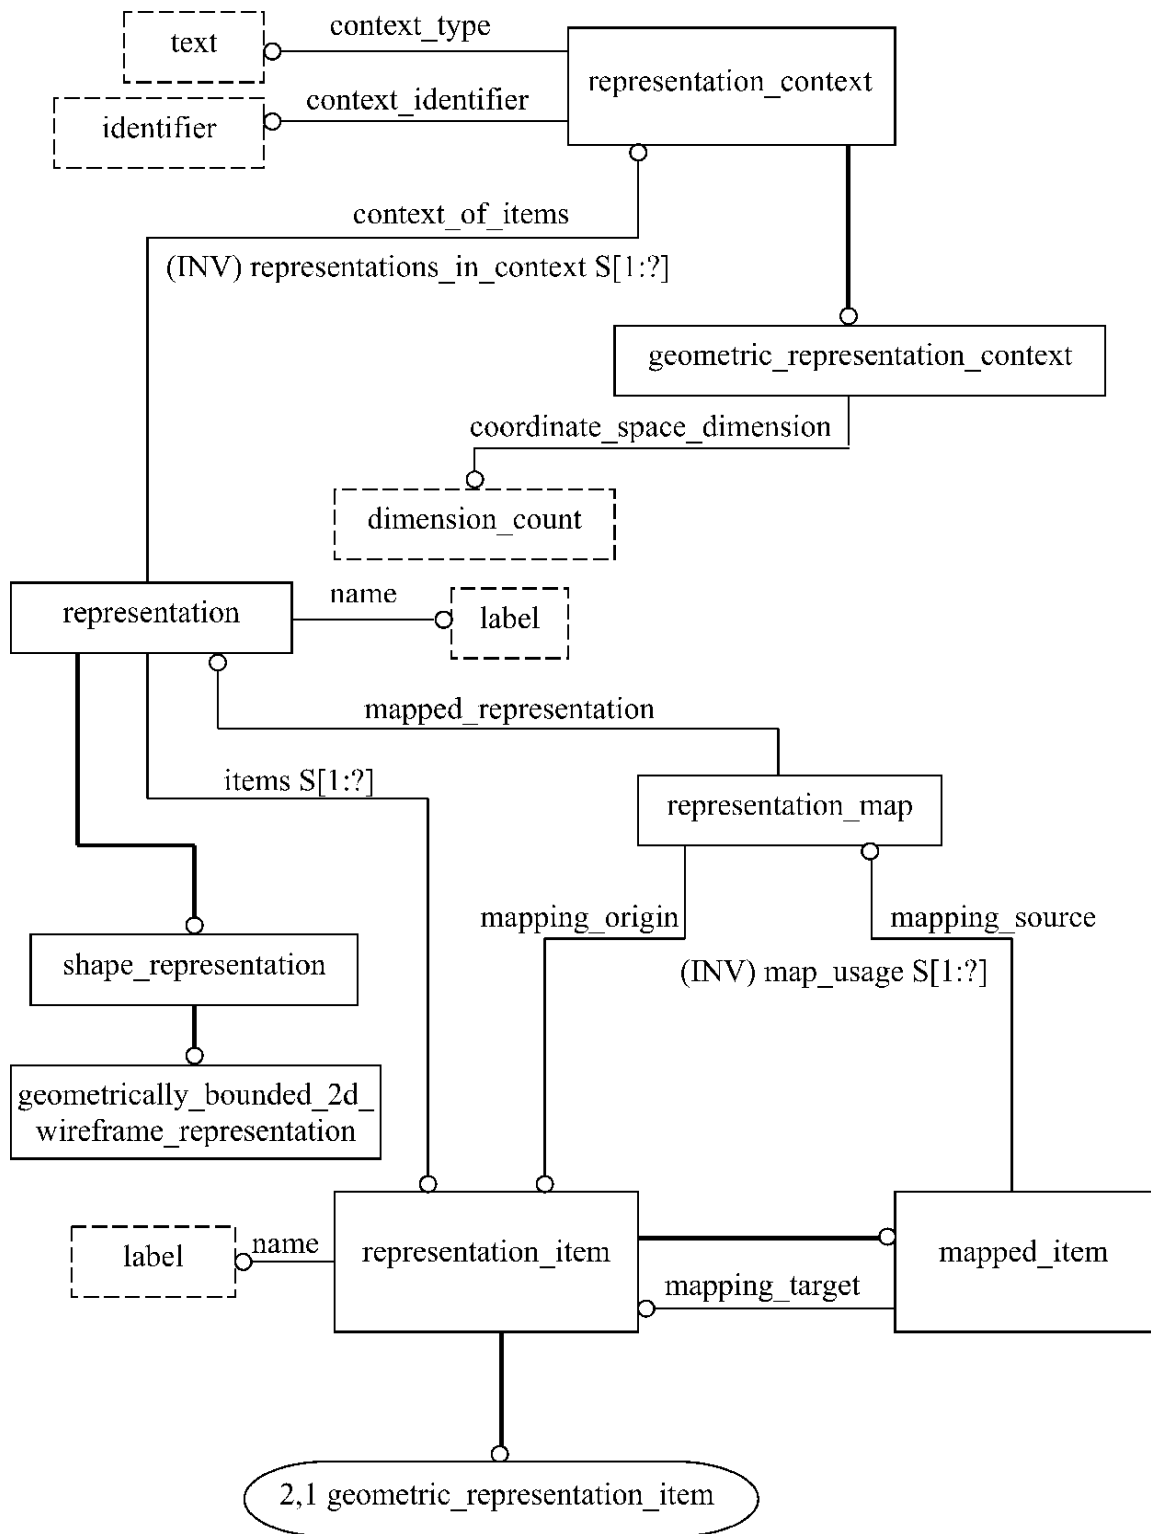 context_type
text
representation_context
context_identifier
identifier
context_of_items
(INV) representations_in_context S[1:?]
geometric_representation_context
coordinate_space_dimension
dimension_count
name
representation
label
mapped_representation
items S[1:?]
representation_map
mapping_origin
mapping_source
shape_representation
(INV) map_usage S[1:?]
geometrically_bounded_2d_
wireframe_representation
label
name
representation_item
mapped_item
mapping_target
2,1 geometric_representation_item